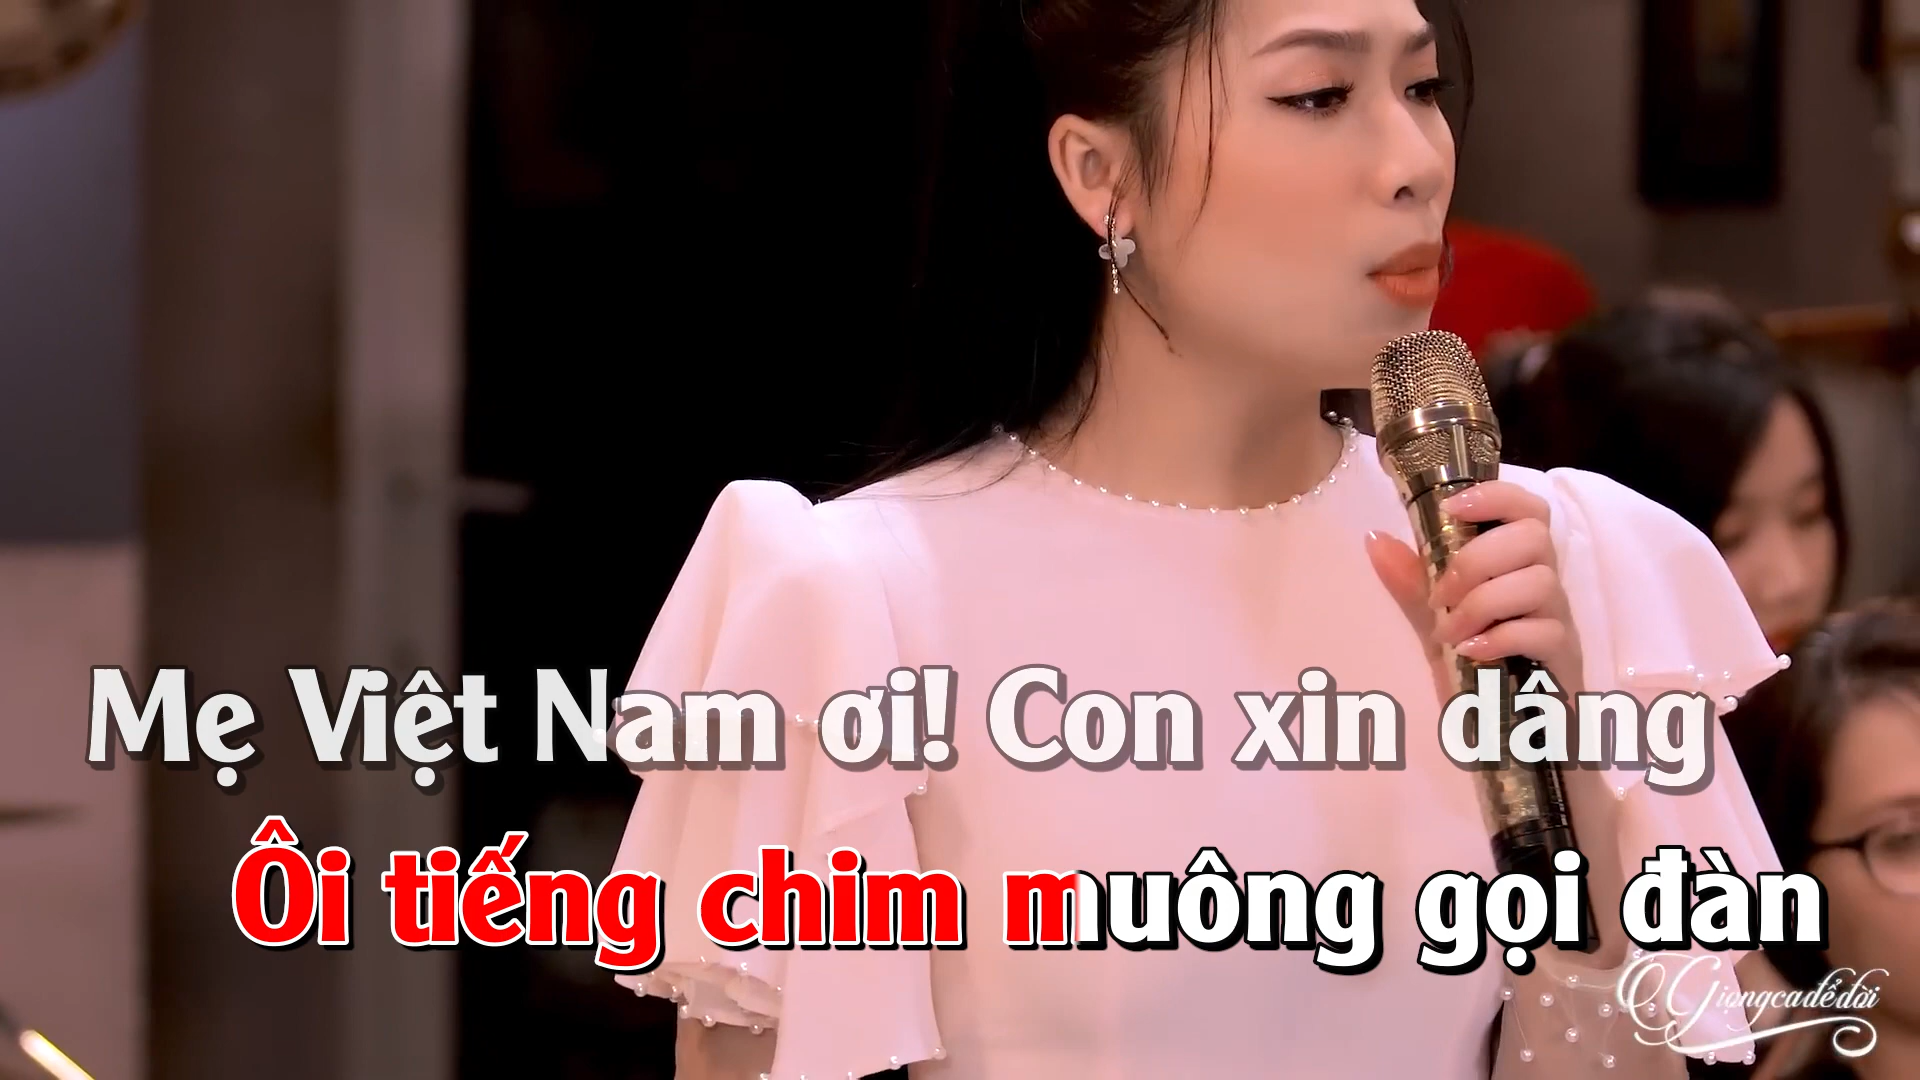 Mẹ Việt Nam ơi! Con xin dâng
Ôi tiếng chim muông gọi đàn
Giọngcađểđời